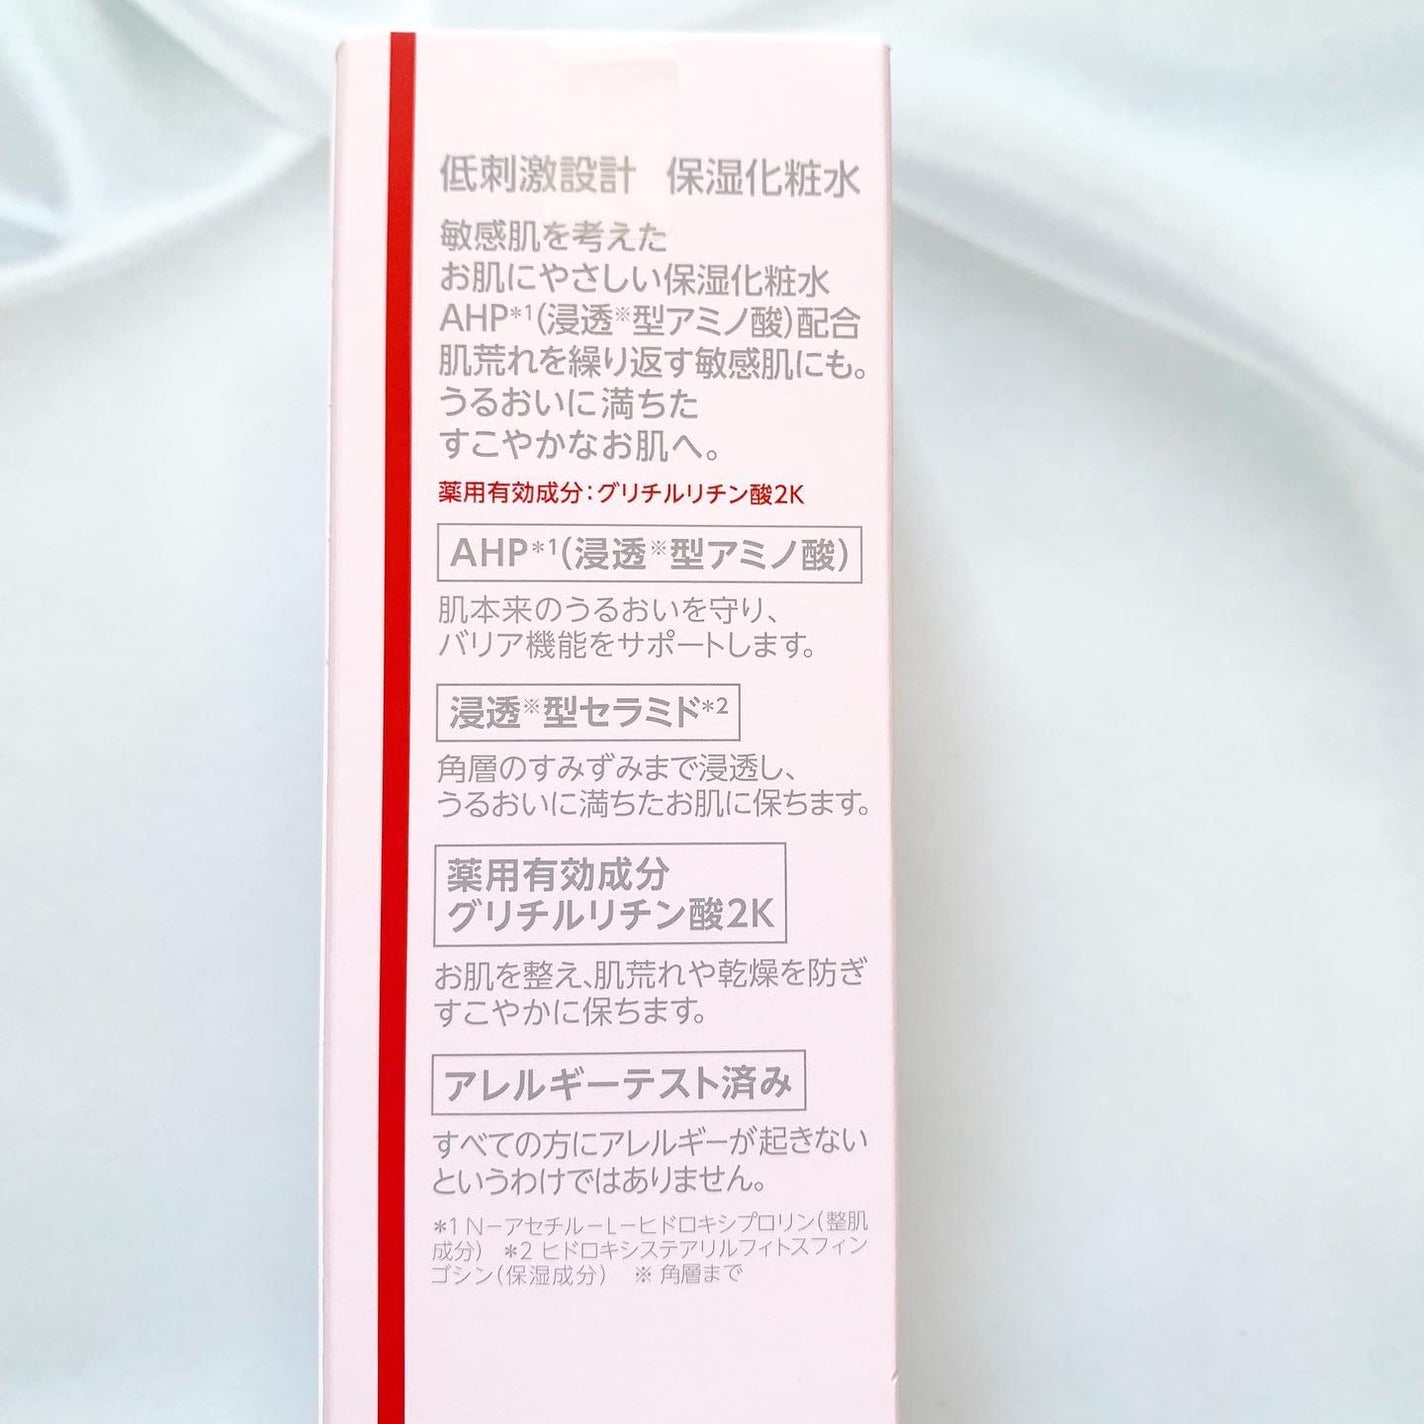 低刺激設計　保湿化粧水
敏感肌を考えた
お肌にやさしい保湿化粧水
AHP*1(浸透※型アミノ酸)配合
肌荒れを繰り返す敏感肌にも。
うるおいに満ちた
すこやかなお肌へ。
薬用有効成分：グリチルリチン酸2K
AHP*1(浸透※型アミノ酸)
肌本来のうるおいを守り、
バリア機能をサポートします。
浸透※型セラミド*2
角層のすみずみまで浸透し、
うるおいに満ちたお肌に保ちます。
薬用有効成分
グリチルリチン酸2K
お肌を整え、肌荒れや乾燥を防ぎ
すこやかに保ちます。
アレルギーテスト済み
すべての方にアレルギーが起きない
というわけではありません。
*1 N−アセチル−L−ヒドロキシプロリン(整肌
成分)　*2 ヒドロキシステアリルフィトスフィン
ゴシン(保湿成分)　※ 角層まで